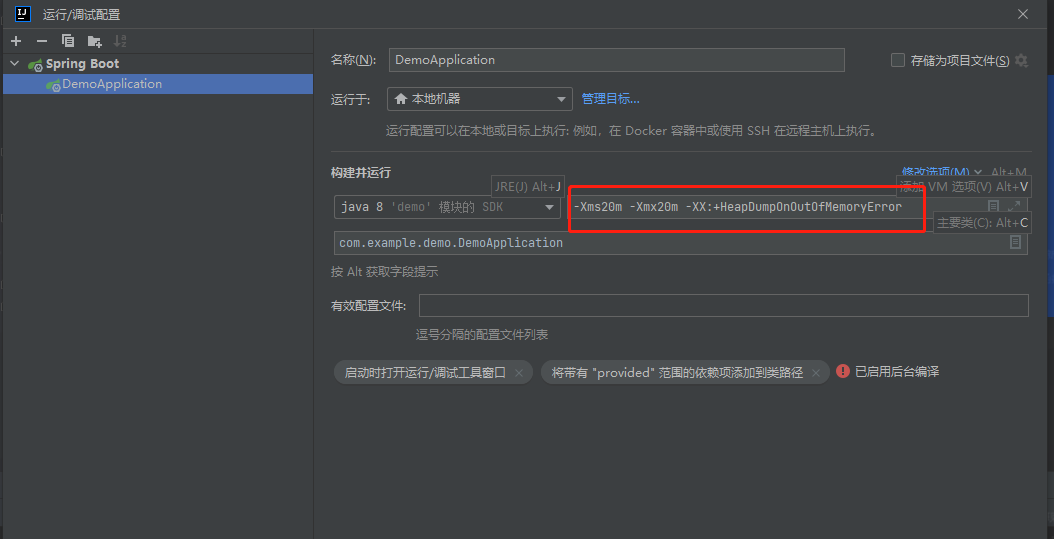 运行/调试配置
Spring Boot
DemoApplication
名称(N): DemoApplication 存储为项目文件(S)
运行于: 本地机器 管理目标...
运行配置可以在本地或目标上执行: 例如，在 Docker 容器中或使用 SSH 在远程主机上执行。
构建并运行 修改选项(M) Alt+M
JRE(J) Alt+J 添加 VM 选项(V) Alt+V
java 8 'demo' 模块的 SDK -Xms20m -Xmx20m -XX:+HeapDumpOnOutOfMemoryError
主要类(C): Alt+C
com.example.demo.DemoApplication
按 Alt 获取字段提示
有效配置文件:
逗号分隔的配置文件列表
启动时打开运行/调试工具窗口 × 将带有 "provided" 范围的依赖项添加到类路径 × 已启用后台编译